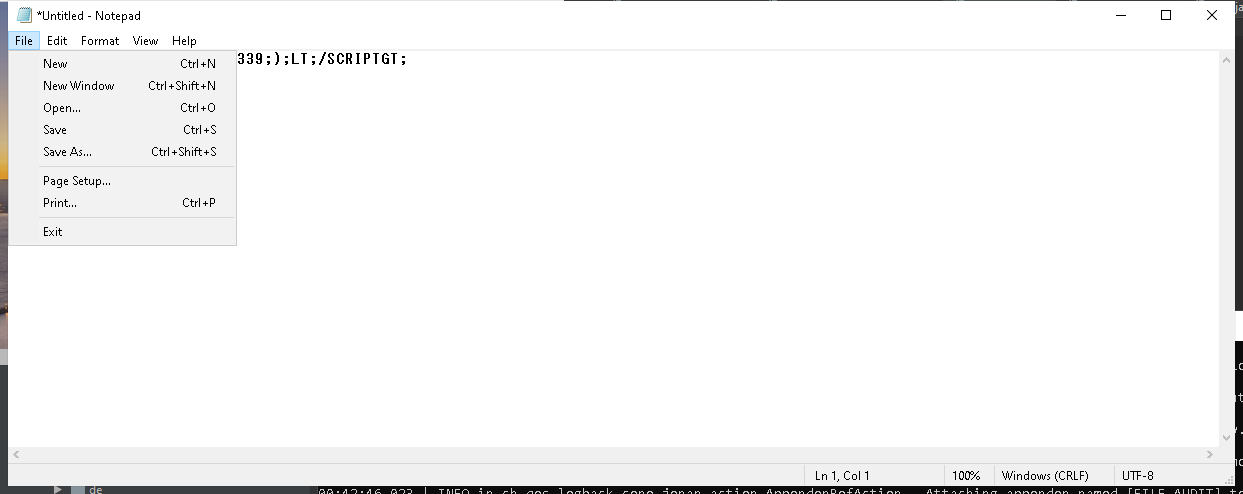 *Untitled - Notepad
File Edit Format View Help
339;);LT;/SCRIPTGT;
New Ctrl+N
New Window Ctrl+Shift+N
Open... Ctrl+O
Save Ctrl+S
Save As... Ctrl+Shift+S
Page Setup...
Print... Ctrl+P
Exit
Ln 1, Col 1 100% Windows (CRLF) UTF-8
de 00:42:46,023 | INFO in ch.qos.logback.core.joran.action.AppenderRefAction - Attaching appender named [FILE_AUDIT] t